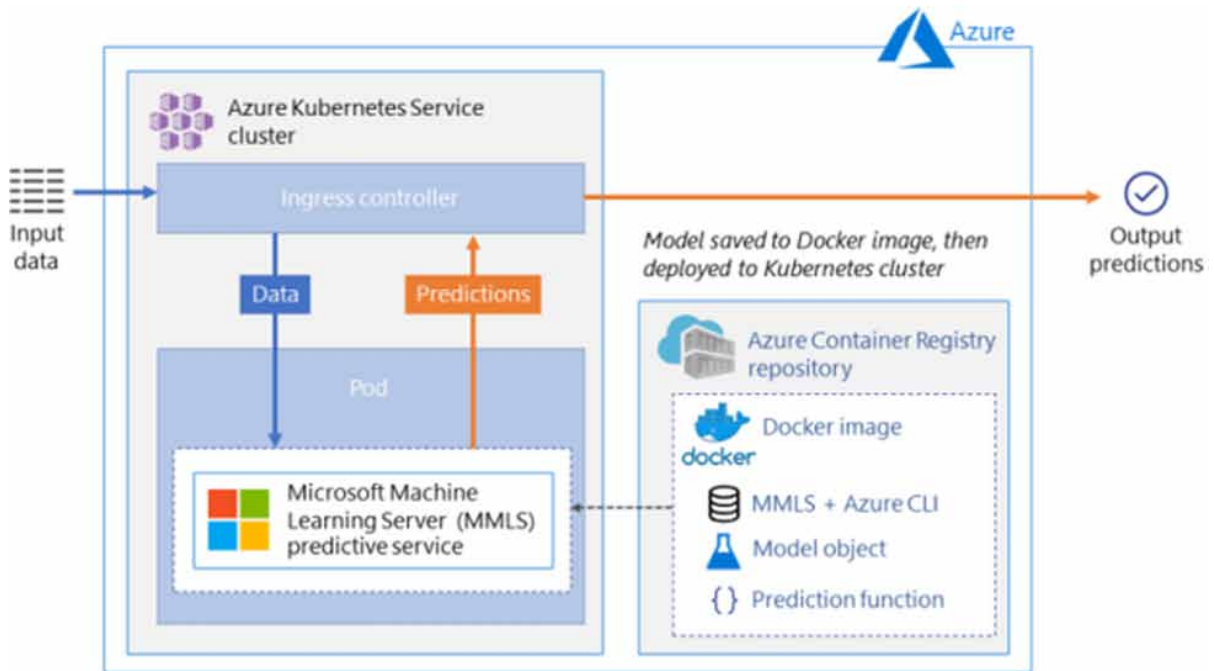 Azure
Azure Kubernetes Service
cluster
Ingress controller
Input
data
Data
Predictions
Model saved to Docker image, then
deployed to Kubernetes cluster
Output
predictions
Pod
Microsoft Machine
Learning Server (MMLS)
predictive service
Azure Container Registry
repository
docker
Docker image
MMLS + Azure CLI
Model object
{ } Prediction function